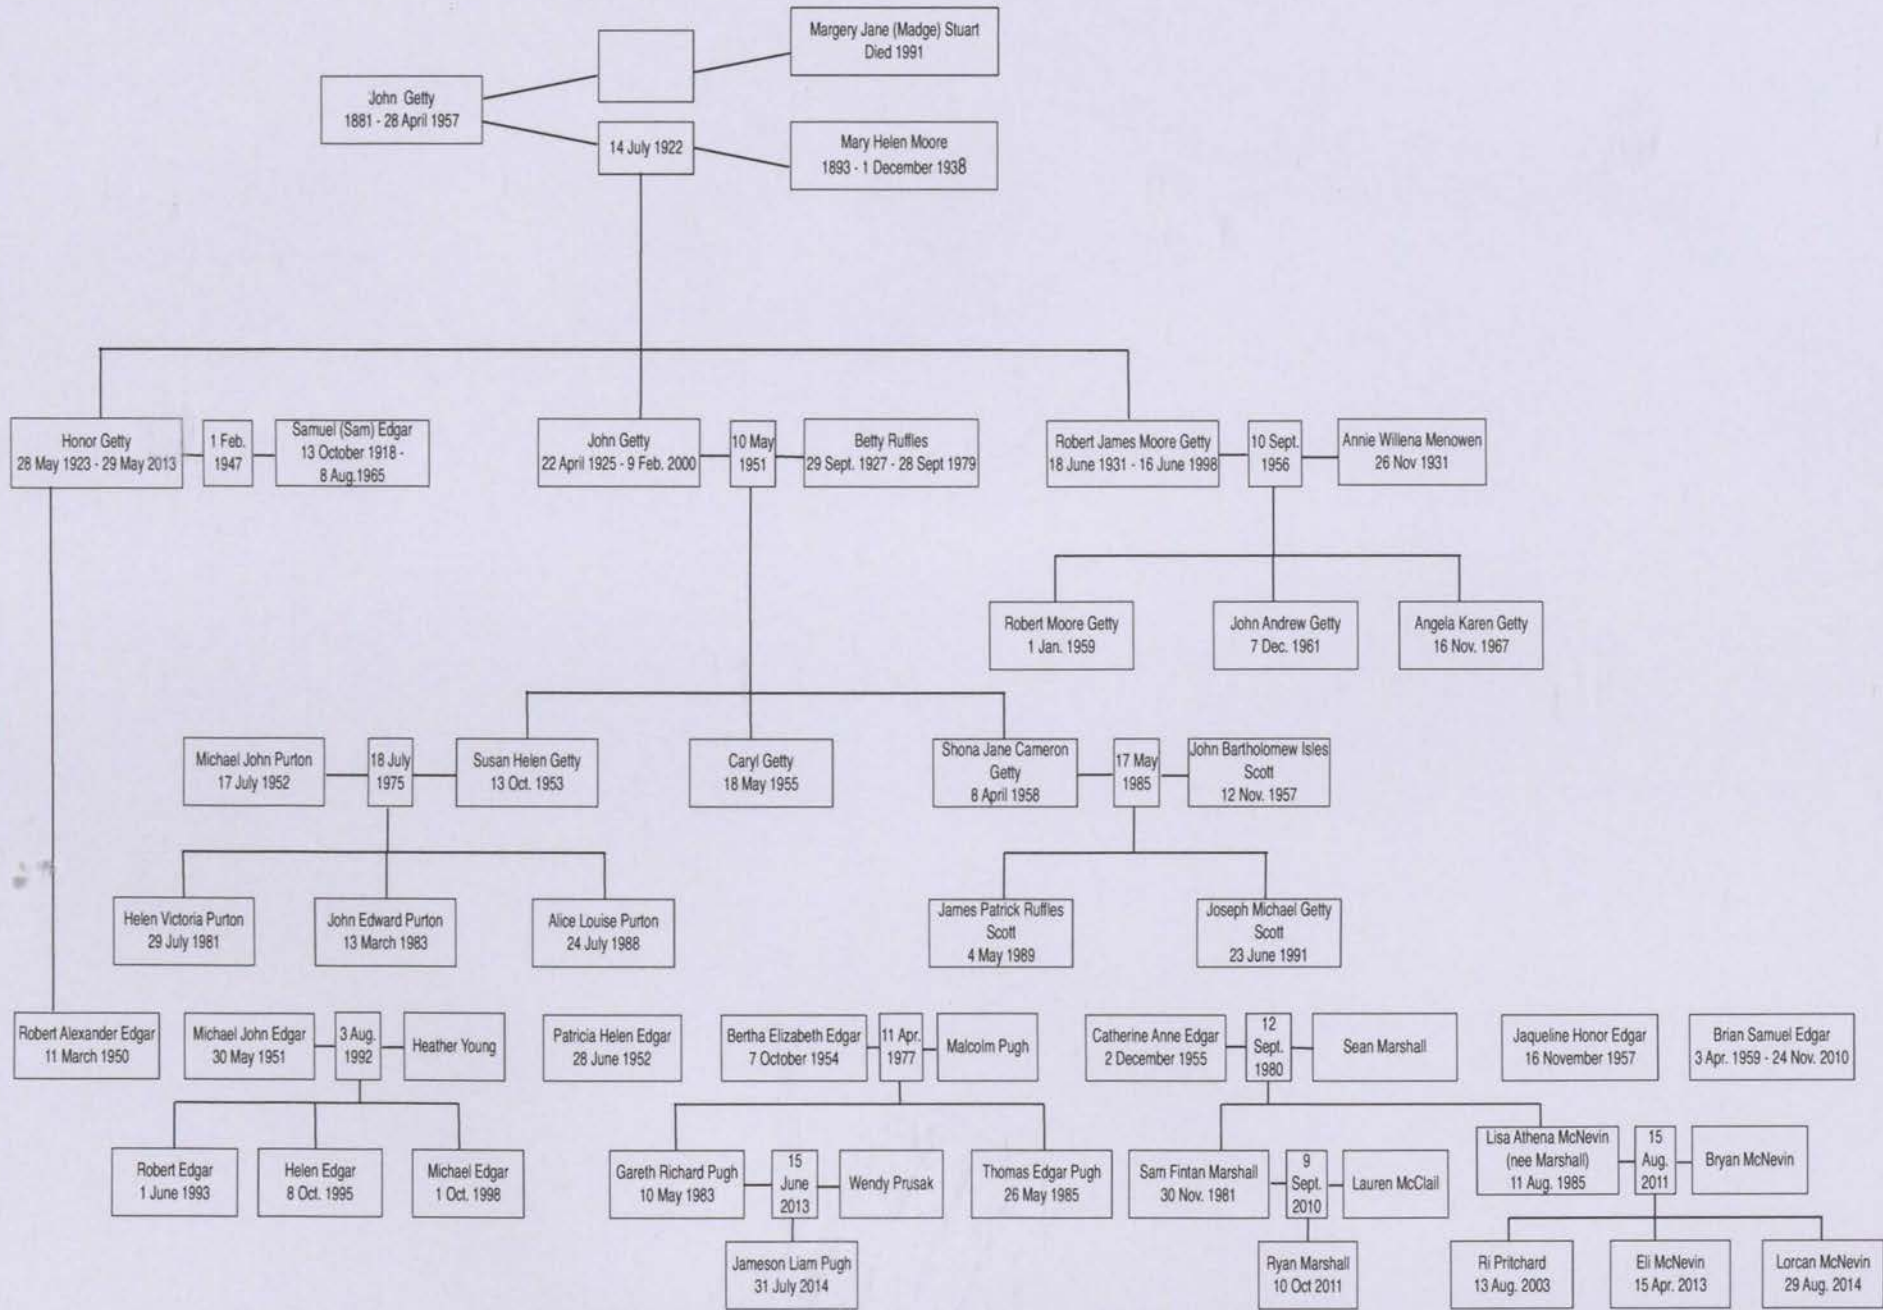 Margery Jane (Madge) Stuart
Died 1991
John Getty
1881 - 28 April 1957
14 July 1922
Mary Helen Moore
1893 - 1 December 1938
Honor Getty
28 May 1923 - 29 May 2013
1 Feb.
1947
Samuel (Sam) Edgar
13 October 1918 -
8 Aug.1965
John Getty
22 April 1925 - 9 Feb. 2000
10 May
1951
Betty Ruffles
29 Sept. 1927 - 28 Sept 1979
Robert James Moore Getty
18 June 1931 - 16 June 1998
10 Sept.
1956
Annie Willena Menowen
26 Nov 1931
Robert Moore Getty
1 Jan. 1959
John Andrew Getty
7 Dec. 1961
Angela Karen Getty
16 Nov. 1967
Michael John Purton
17 July 1952
18 July
1975
Susan Helen Getty
13 Oct. 1953
Caryl Getty
18 May 1955
Shona Jane Cameron
Getty
8 April 1958
17 May
1985
John Bartholomew Isles
Scott
12 Nov. 1957
Helen Victoria Purton
29 July 1981
John Edward Purton
13 March 1983
Alice Louise Purton
24 July 1988
James Patrick Ruffles
Scott
4 May 1989
Joseph Michael Getty
Scott
23 June 1991
Robert Alexander Edgar
11 March 1950
Michael John Edgar
30 May 1951
3 Aug.
1992
Heather Young
Patricia Helen Edgar
28 June 1952
Bertha Elizabeth Edgar
7 October 1954
11 Apr.
1977
Malcolm Pugh
Catherine Anne Edgar
2 December 1955
12
Sept.
1980
Sean Marshall
Jaqueline Honor Edgar
16 November 1957
Brian Samuel Edgar
3 Apr. 1959 - 24 Nov. 2010
Robert Edgar
1 June 1993
Helen Edgar
8 Oct. 1995
Michael Edgar
1 Oct. 1998
Gareth Richard Pugh
10 May 1983
15
June
2013
Wendy Prusak
Thomas Edgar Pugh
26 May 1985
Sam Fintan Marshall
30 Nov. 1981
9
Sept.
2010
Lauren McClail
Lisa Athena McNevin
(nee Marshall)
11 Aug. 1985
15
Aug.
2011
Bryan McNevin
Jameson Liam Pugh
31 July 2014
Ryan Marshall
10 Oct 2011
Ri Pritchard
13 Aug. 2003
Eli McNevin
15 Apr. 2013
Lorcan McNevin
29 Aug. 2014